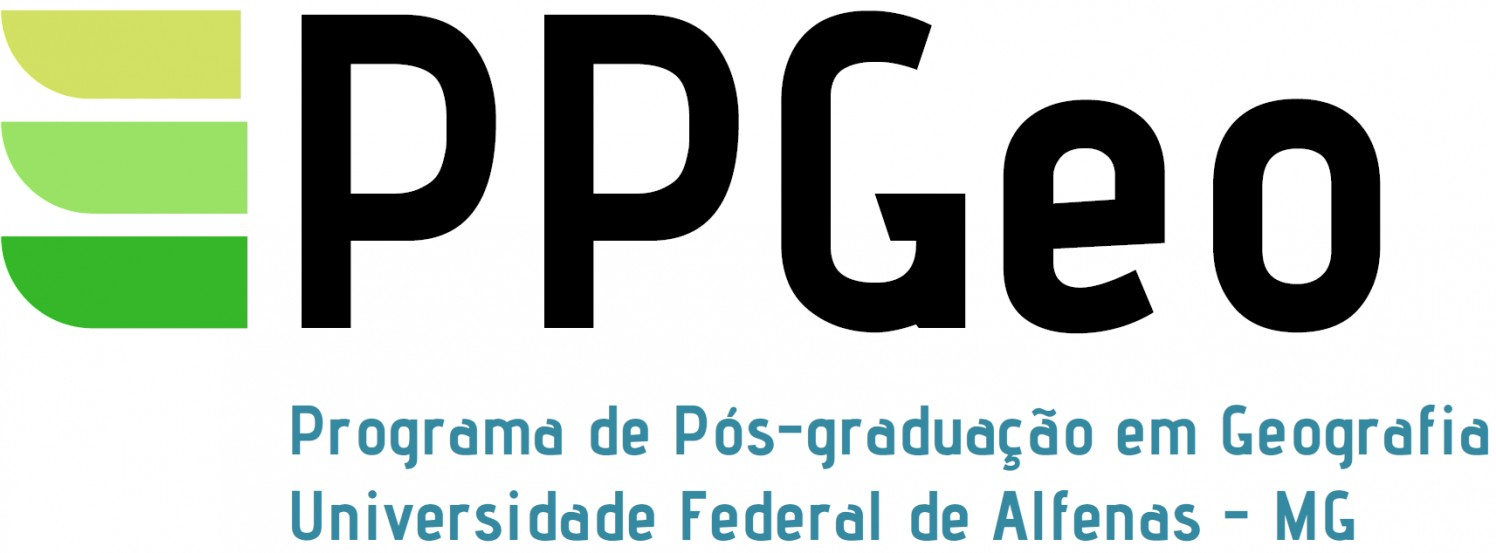 PPGeo
Programa de Pós-graduação em Geografia
Universidade Federal de Alfenas - MG